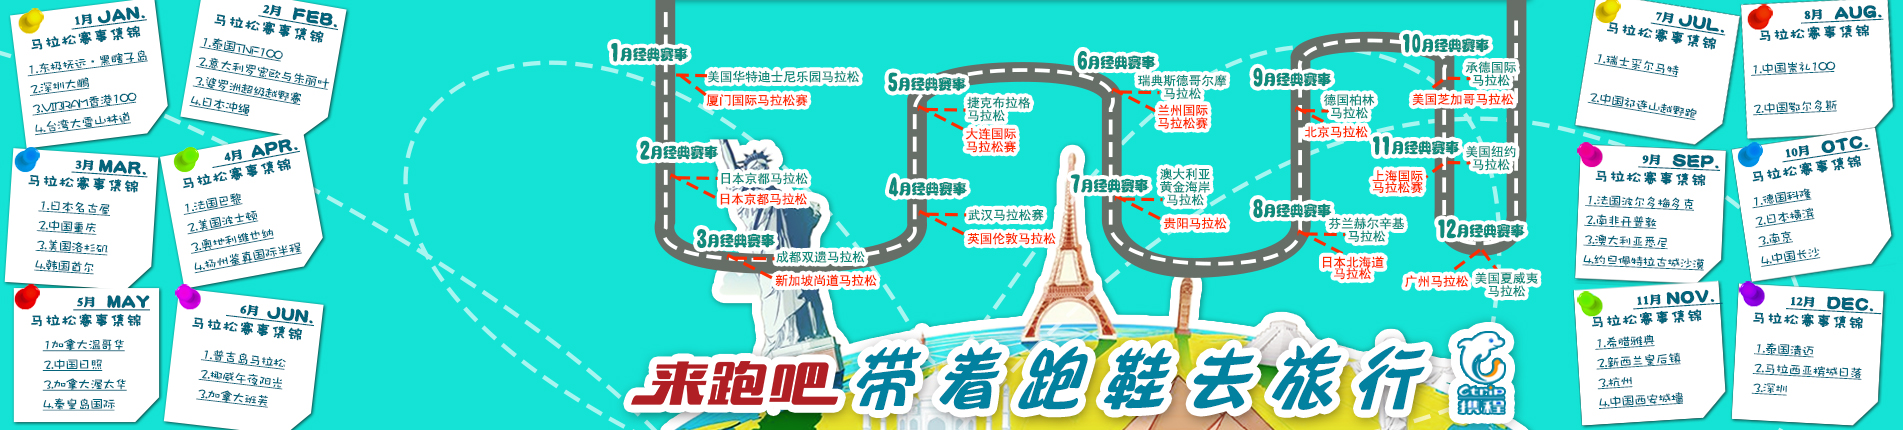 1月 JAN.
马拉松赛事集锦
1.东极抚远·黑瞎子岛
2.深圳大鹏
3.VIBRAM香港100
4.台湾大雪山林道
2月 FEB.
马拉松赛事集锦
1.泰国TNF100
2.意大利罗密欧与朱丽叶
3.婆罗洲超级越野赛
4.日本冲绳
3月 MAR.
马拉松赛事集锦
1.日本名古屋
2.中国重庆
3.美国洛杉矶
4.韩国首尔
4月 APR.
马拉松赛事集锦
1.法国巴黎
2.美国波士顿
3.奥地利维也纳
4.扬州鉴真国际半程
5月 MAY
马拉松赛事集锦
1加拿大温哥华
2.中国日照
3.加拿大渥太华
4.秦皇岛国际
6月 JUN.
马拉松赛事集锦
1.普吉岛马拉松
2.挪威午夜阳光
3.加拿大班芙
1月经典赛事
美国华特迪士尼乐园马拉松
厦门国际马拉松赛
2月经典赛事
日本京都马拉松
日本京都马拉松
3月经典赛事
成都双遗马拉松
新加坡尚道马拉松
4月经典赛事
武汉马拉松赛
英国伦敦马拉松
5月经典赛事
捷克布拉格
马拉松
大连国际
马拉松赛
6月经典赛事
瑞典斯德哥尔摩
马拉松
兰州国际
马拉松赛
7月经典赛事
澳大利亚
黄金海岸
马拉松
贵阳马拉松
8月经典赛事
芬兰赫尔辛基
马拉松
日本北海道
马拉松
9月经典赛事
德国柏林
马拉松
北京马拉松
10月经典赛事
承德国际
马拉松
美国芝加哥马拉松
11月经典赛事
美国纽约
马拉松
上海国际
马拉松赛
12月经典赛事
广州马拉松
美国夏威夷
马拉松
来跑吧 带着跑鞋去旅行
Ctrip
携程
7月 JUL.
马拉松赛事集锦
1.瑞士采尔马特
2.中国祁连山越野跑
8月 AUG.
马拉松赛事集锦
1.中国崇礼100
2.中国鄂尔多斯
9月 SEP.
马拉松赛事集锦
1.法国波尔多梅多克
2.南非开普敦
3.澳大利亚悉尼
4.约旦佩特拉古城沙漠
10月 OTC.
马拉松赛事集锦
1.德国科隆
2.日本横滨
3.南京
4.中国长沙
11月 NOV.
马拉松赛事集锦
1.希腊雅典
2.新西兰皇后镇
3.杭州
4.中国西安城墙
12月 DEC.
马拉松赛事集锦
1.泰国清迈
2.马拉西亚槟城日落
3.深圳